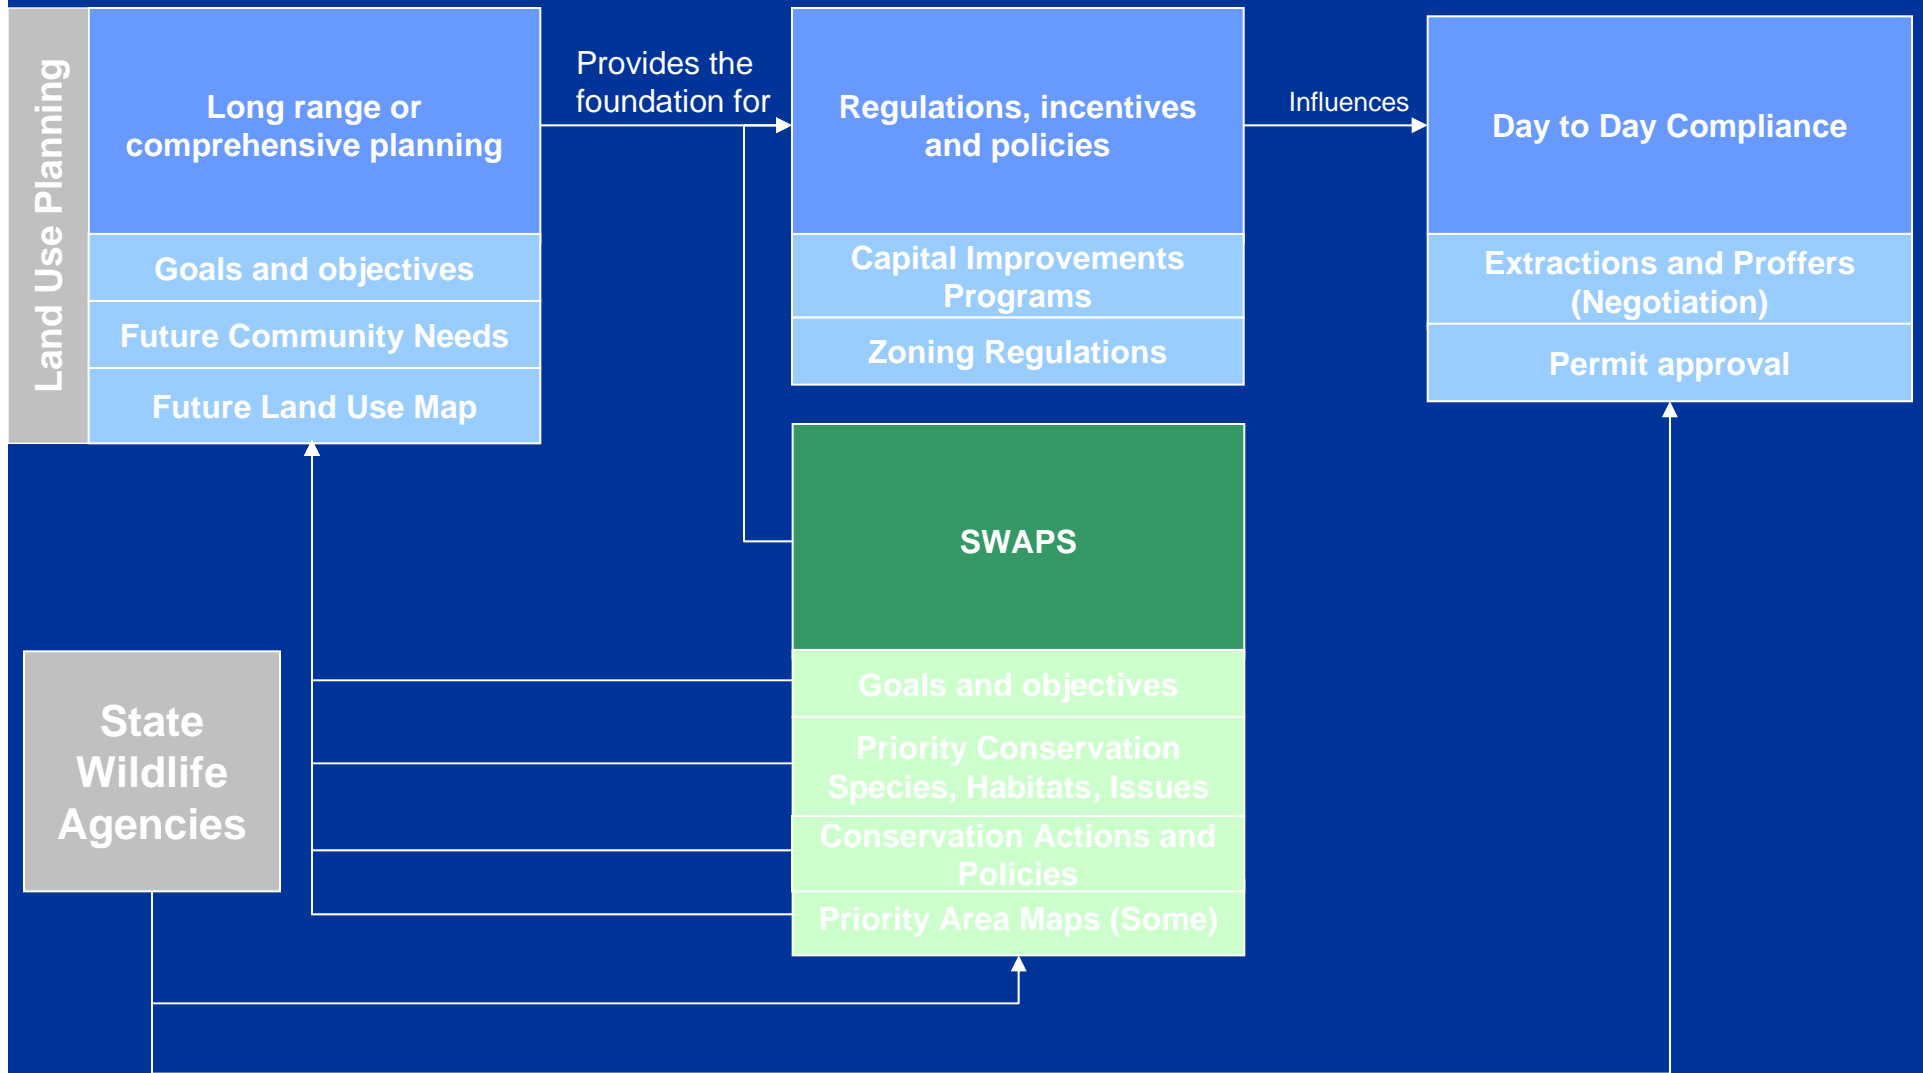 Land Use Planning
Long range or
comprehensive planning
Goals and objectives
Future Community Needs
Future Land Use Map
Provides the
foundation for
Regulations, incentives
and policies
Capital Improvements
Programs
Zoning Regulations
Influences
Day to Day Compliance
Extractions and Proffers
(Negotiation)
Permit approval
SWAPS
Goals and objectives
Priority Conservation
Species, Habitats, Issues
Conservation Actions and
Policies
Priority Area Maps (Some)
State
Wildlife
Agencies